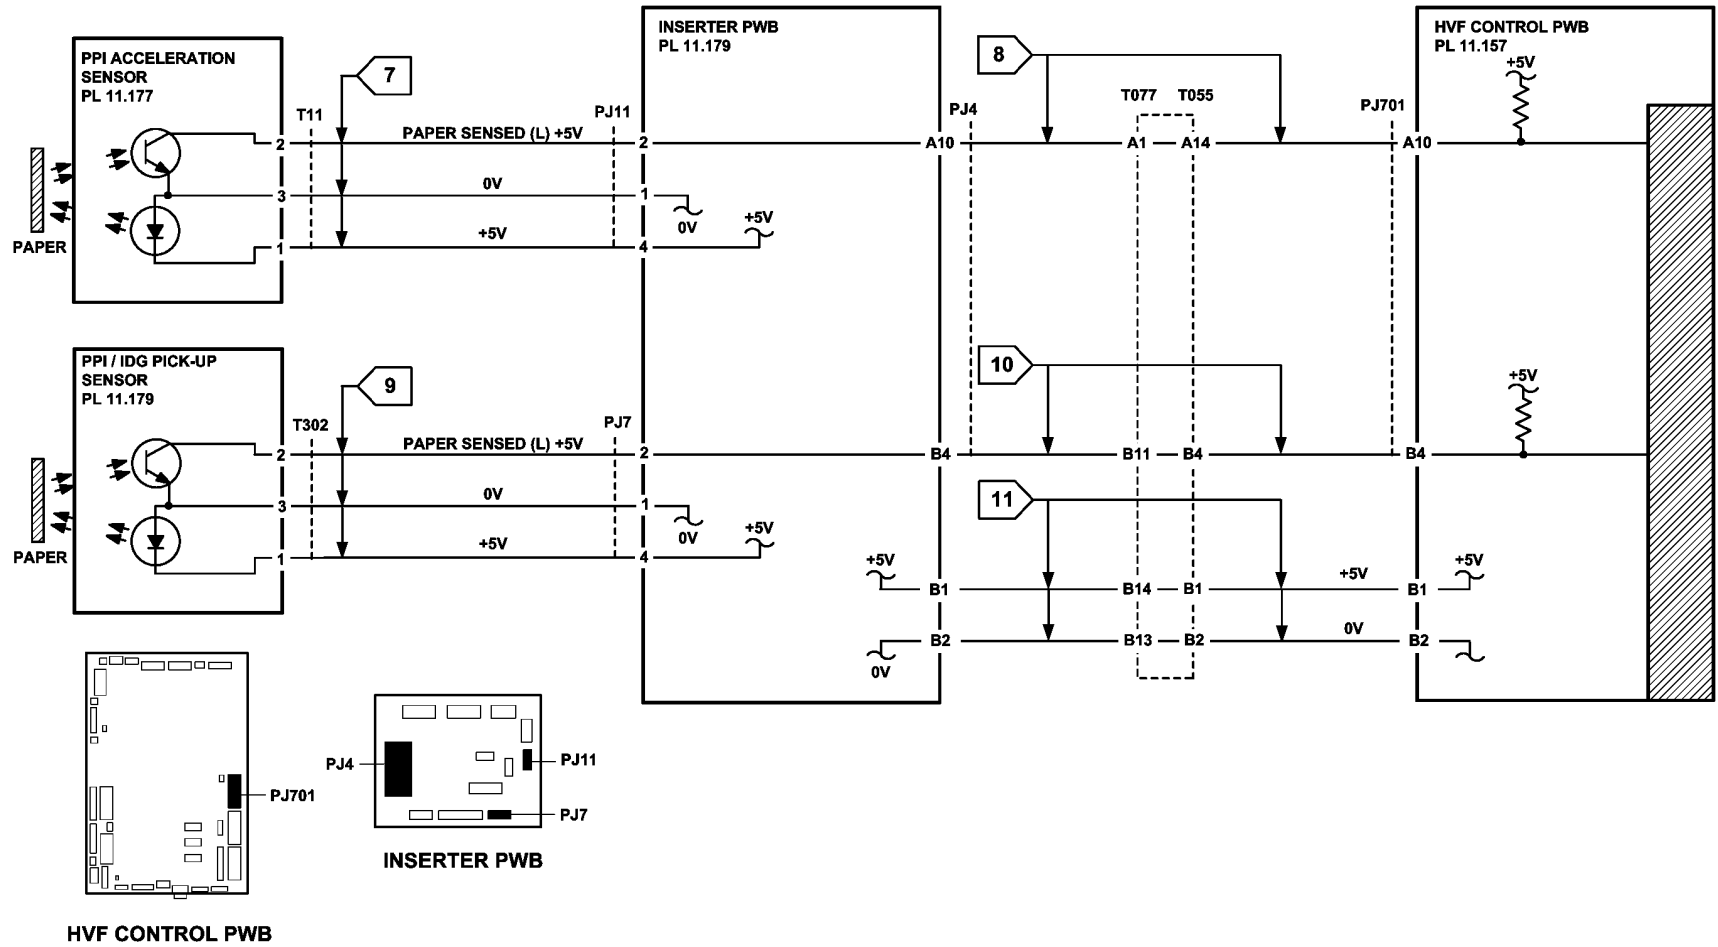 PPI ACCELERATION
SENSOR
PL 11.177
PAPER
2
3
1
T11
7
PAPER SENSED (L) +5V
0V
+5V
PJ11
INSERTER PWB
PL 11.179
2
1
4
0V
+5V
A10
PJ4
8
T077
T055
A1
A14
PJ701
A10
HVF CONTROL PWB
PL 11.157
+5V
PPI / IDG PICK-UP
SENSOR
PL 11.179
PAPER
2
3
1
T302
9
PAPER SENSED (L) +5V
0V
+5V
PJ7
2
1
4
0V
+5V
B4
10
B11
B4
B4
+5V
11
+5V
B1
B14
B1
+5V
B1
+5V
0V
B2
B13
B2
0V
B2
PJ701
HVF CONTROL PWB
PJ4
PJ11
PJ7
INSERTER PWB